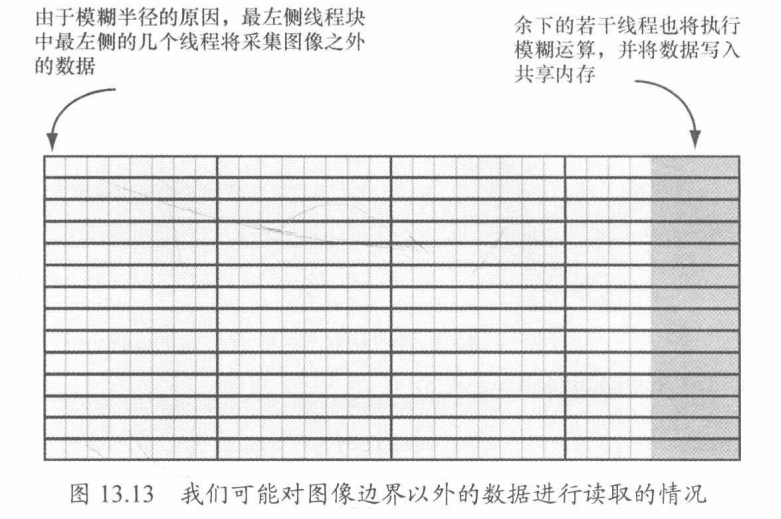 由于模糊半径的原因，最左侧线程块
中最左侧的几个线程将采集图像之外
的数据
余下的若干线程也将执行
模糊运算，并将数据写入
共享内存
图 13.13 我们可能对图像边界以外的数据进行读取的情况